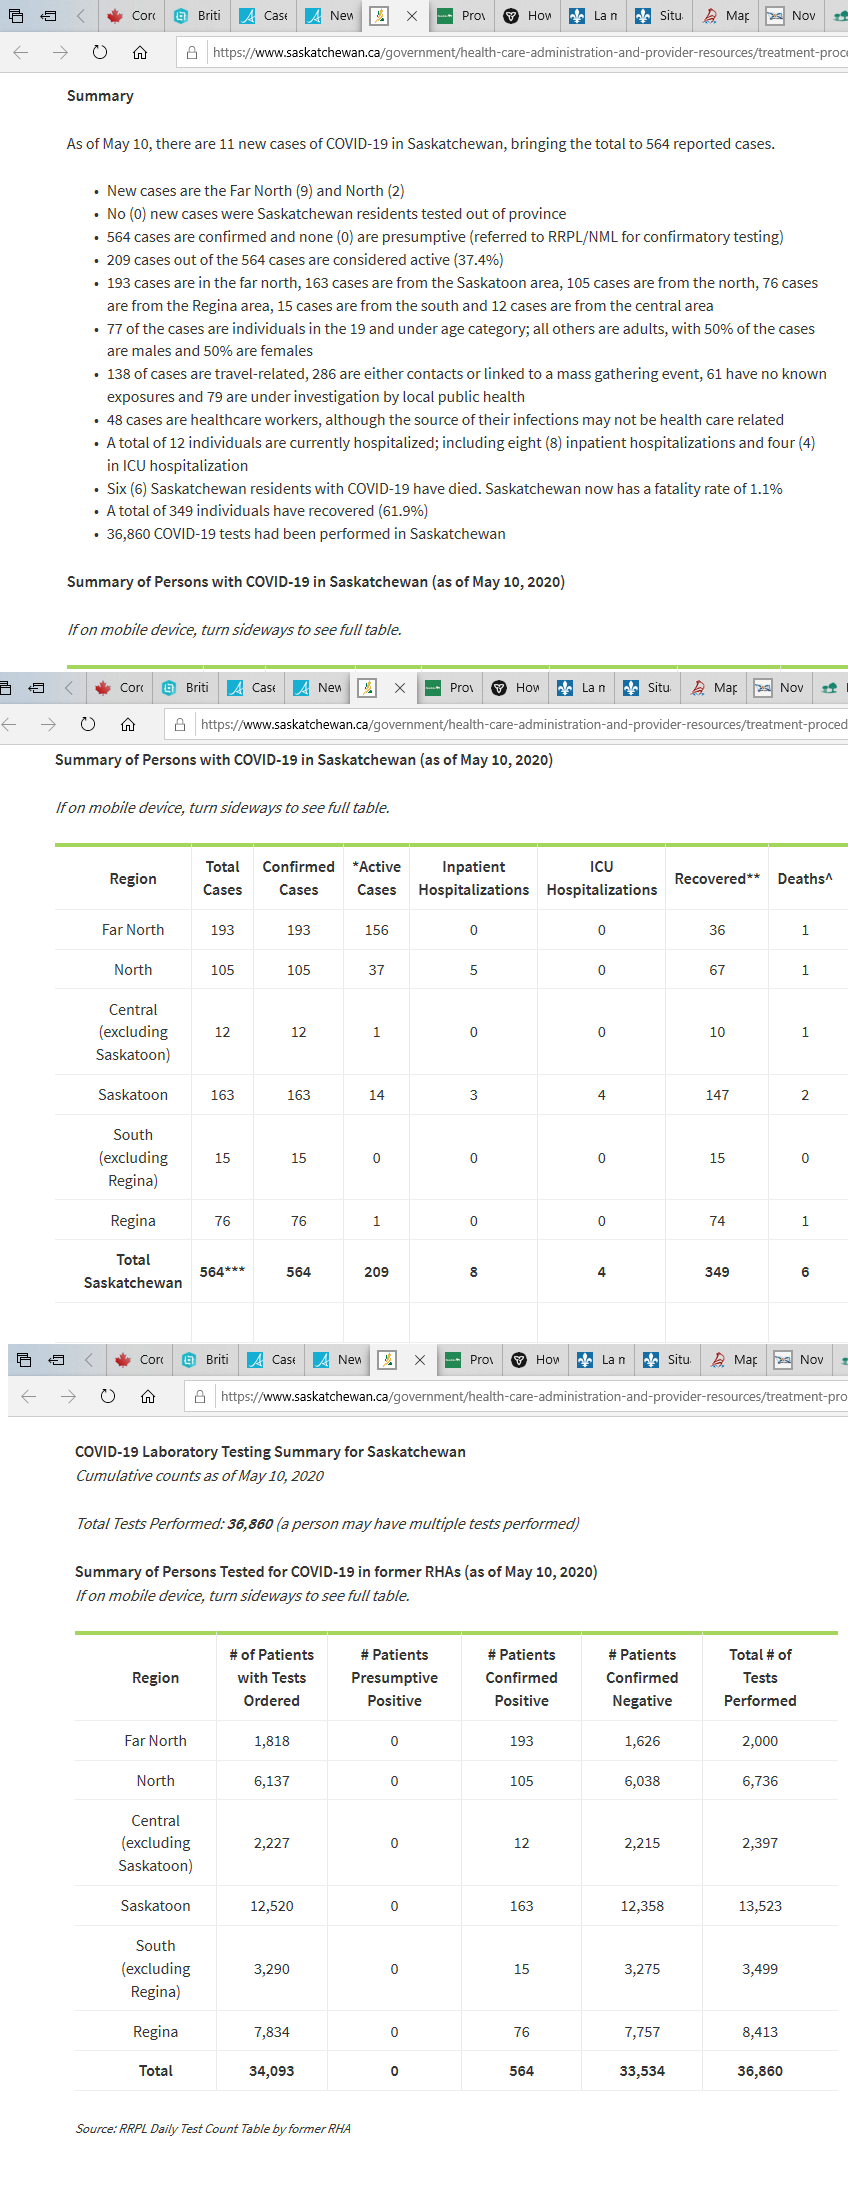 Corc
Briti
Case
New
Prov
How
La n
Situ
Map
Nov
https://www.saskatchewan.ca/government/health-care-administration-and-provider-resources/treatment-proce
Summary
As of May 10, there are 11 new cases of COVID-19 in Saskatchewan, bringing the total to 564 reported cases.
• New cases are the Far North (9) and North (2)
• No (0) new cases were Saskatchewan residents tested out of province
• 564 cases are confirmed and none (0) are presumptive (referred to RRPL/NML for confirmatory testing)
• 209 cases out of the 564 cases are considered active (37.4%)
• 193 cases are in the far north, 163 cases are from the Saskatoon area, 105 cases are from the north, 76 cases
are from the Regina area, 15 cases are from the south and 12 cases are from the central area
• 77 of the cases are individuals in the 19 and under age category; all others are adults, with 50% of the cases
are males and 50% are females
• 138 of cases are travel-related, 286 are either contacts or linked to a mass gathering event, 61 have no known
exposures and 79 are under investigation by local public health
• 48 cases are healthcare workers, although the source of their infections may not be health care related
• A total of 12 individuals are currently hospitalized; including eight (8) inpatient hospitalizations and four (4)
in ICU hospitalization
• Six (6) Saskatchewan residents with COVID-19 have died. Saskatchewan now has a fatality rate of 1.1%
• A total of 349 individuals have recovered (61.9%)
• 36,860 COVID-19 tests had been performed in Saskatchewan
Summary of Persons with COVID-19 in Saskatchewan (as of May 10, 2020)
If on mobile device, turn sideways to see full table.
Corc
Briti
Case
New
Prov
How
La n
Situ
Map
Nov
https://www.saskatchewan.ca/government/health-care-administration-and-provider-resources/treatment-proced
Summary of Persons with COVID-19 in Saskatchewan (as of May 10, 2020)
If on mobile device, turn sideways to see full table.
Region Total Cases Confirmed Cases *Active Cases Inpatient Hospitalizations ICU Hospitalizations Recovered** Deaths^
Far North 193 193 156 0 0 36 1
North 105 105 37 5 0 67 1
Central (excluding Saskatoon) 12 12 1 0 0 10 1
Saskatoon 163 163 14 3 4 147 2
South (excluding Regina) 15 15 0 0 0 15 0
Regina 76 76 1 0 0 74 1
Total Saskatchewan 564*** 564 209 8 4 349 6
Corc
Briti
Case
New
Prov
How
La n
Situ
Map
Nov
https://www.saskatchewan.ca/government/health-care-administration-and-provider-resources/treatment-pro
COVID-19 Laboratory Testing Summary for Saskatchewan
Cumulative counts as of May 10, 2020
Total Tests Performed: 36,860 (a person may have multiple tests performed)
Summary of Persons Tested for COVID-19 in former RHAs (as of May 10, 2020)
If on mobile device, turn sideways to see full table.
Region # of Patients with Tests Ordered # Patients Presumptive Positive # Patients Confirmed Positive # Patients Confirmed Negative Total # of Tests Performed
Far North 1,818 0 193 1,626 2,000
North 6,137 0 105 6,038 6,736
Central (excluding Saskatoon) 2,227 0 12 2,215 2,397
Saskatoon 12,520 0 163 12,358 13,523
South (excluding Regina) 3,290 0 15 3,275 3,499
Regina 7,834 0 76 7,757 8,413
Total 34,093 0 564 33,534 36,860
Source: RRPL Daily Test Count Table by former RHA